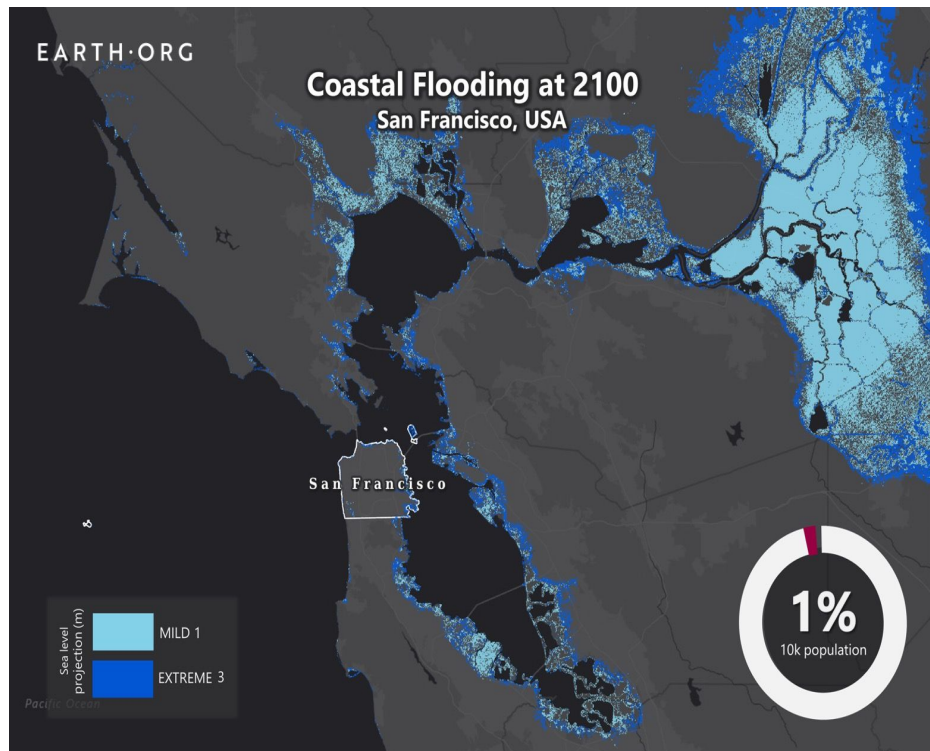 EARTH·ORG
Coastal Flooding at 2100
San Francisco, USA
San Francisco
Sea level
projection (m)
MILD 1
EXTREME 3
Pacific Ocean
1%
10k population